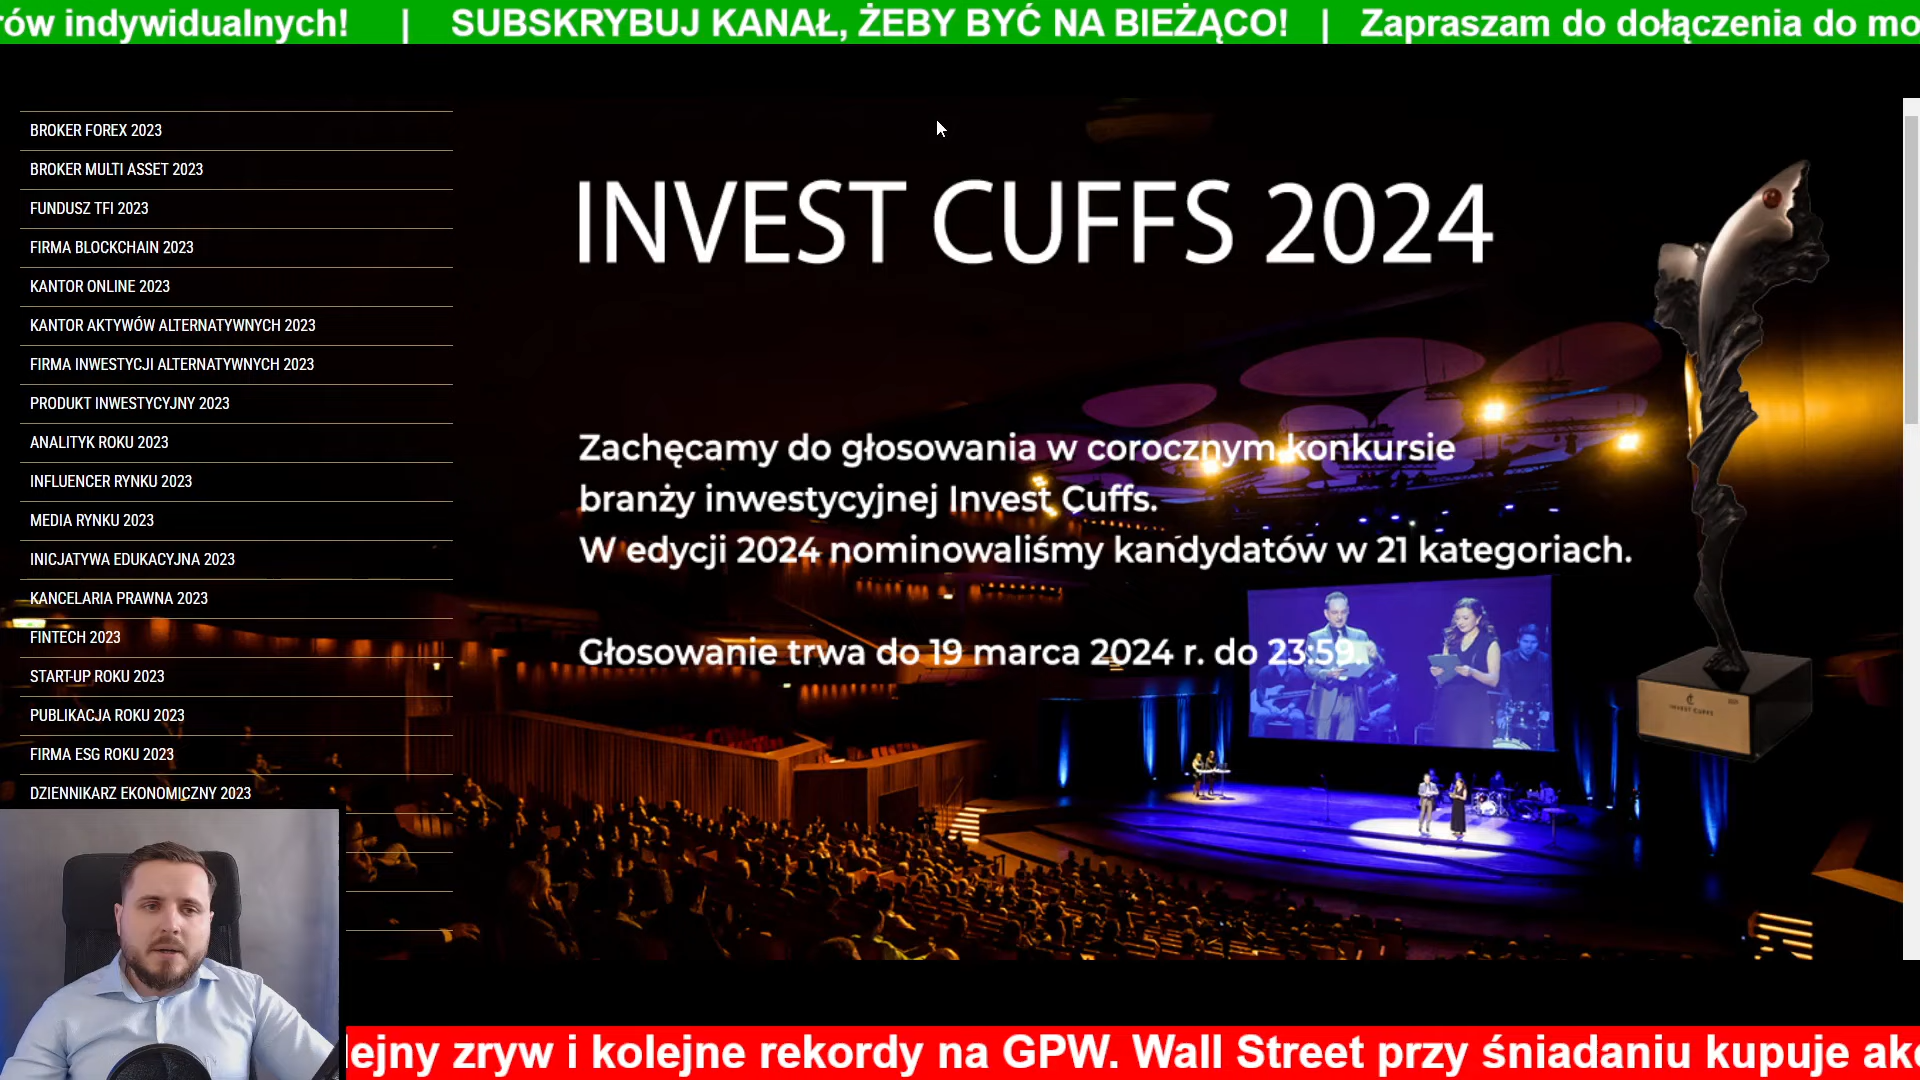 rów indywidualnych! | SUBSKRYBUJ KANAŁ, ŻEBY BYĆ NA BIEŻĄCO! | Zapraszam do dołączenia do mo
BROKER FOREX 2023
BROKER MULTI ASSET 2023
FUNDUSZ TFI 2023
FIRMA BLOCKCHAIN 2023
KANTOR ONLINE 2023
KANTOR AKTYWÓW ALTERNATYWNYCH 2023
FIRMA INWESTYCJI ALTERNATYWNYCH 2023
PRODUKT INWESTYCYJNY 2023
ANALITYK ROKU 2023
INFLUENCER RYNKU 2023
MEDIA RYNKU 2023
INICJATYWA EDUKACYJNA 2023
KANCELARIA PRAWNA 2023
FINTECH 2023
START-UP ROKU 2023
PUBLIKACJA ROKU 2023
FIRMA ESG ROKU 2023
DZIENNIKARZ EKONOMICZNY 2023
INVEST CUFFS 2024
Zachęcamy do głosowania w corocznym konkursie
branży inwestycyjnej Invest Cuffs.
W edycji 2024 nominowaliśmy kandydatów w 21 kategoriach.
Głosowanie trwa do 19 marca 2024 r. do 23:59.
INVEST CUFFS
lejny zryw i kolejne rekordy na GPW. Wall Street przy śniadaniu kupuje akc